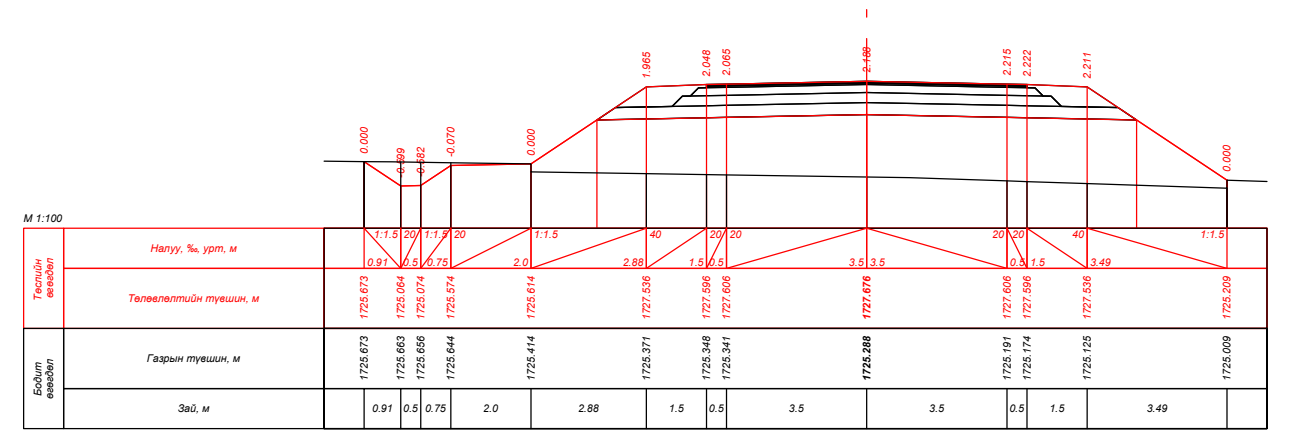 0.000 -0.599 -0.582 -0.070 0.000 1.965 2.048 2.065 2.188 2.215 2.222 2.211 0.000
М 1:100
Төслийн өгөгдөл
Налуу, ‰, урт, м
1:1.5 20 1:1.5 20 1:1.5 40 20 20 20 20 40 1:1.5
0.91 0.5 0.75 2.0 2.88 1.5 0.5 3.5 3.5 0.5 1.5 3.49
Төлөвлөлтийн түвшин, м
1725.673 1725.064 1725.074 1725.574 1725.614 1727.536 1727.596 1727.606 1727.676 1727.606 1727.596 1727.536 1725.209
Бодит өгөгдөл
Газрын түвшин, м
1725.673 1725.663 1725.656 1725.644 1725.414 1725.371 1725.348 1725.341 1725.288 1725.191 1725.174 1725.125 1725.009
Зай, м
0.91 0.5 0.75 2.0 2.88 1.5 0.5 3.5 3.5 0.5 1.5 3.49